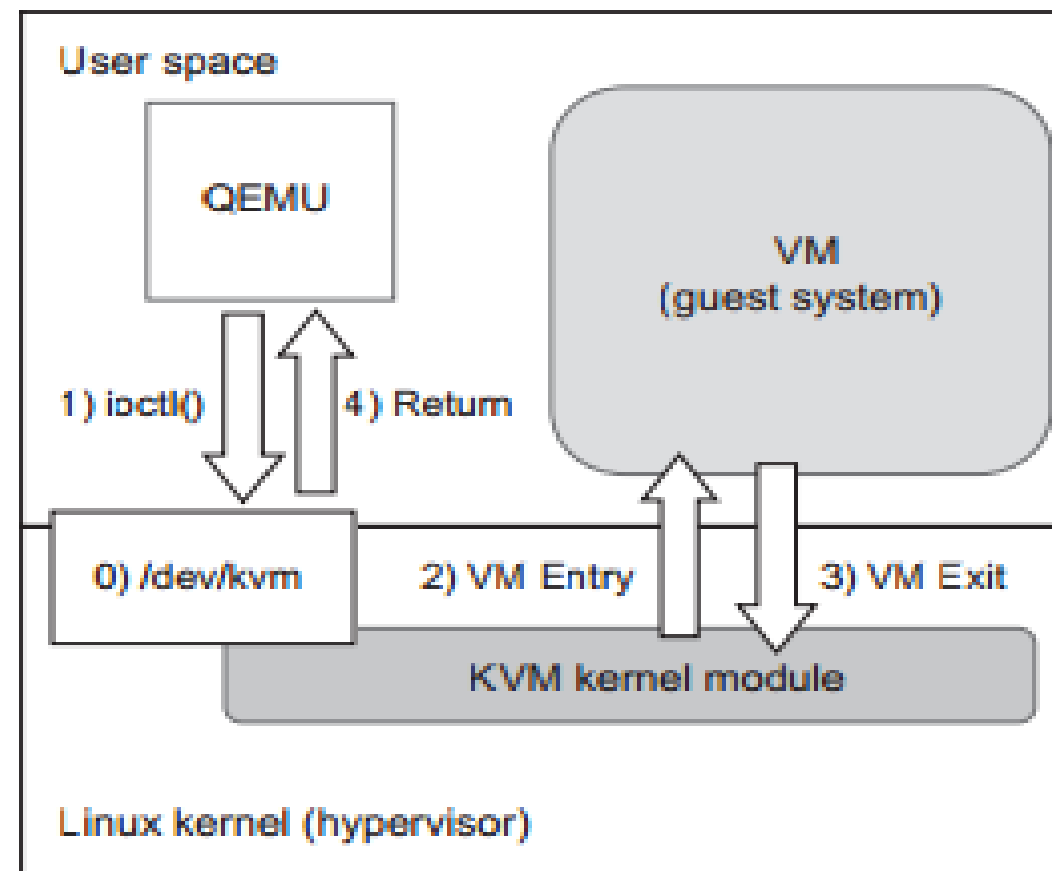 User space
QEMU
VM
(guest system)
1) ioctl()
4) Return
0) /dev/kvm
2) VM Entry
3) VM Exit
KVM kernel module
Linux kernel (hypervisor)